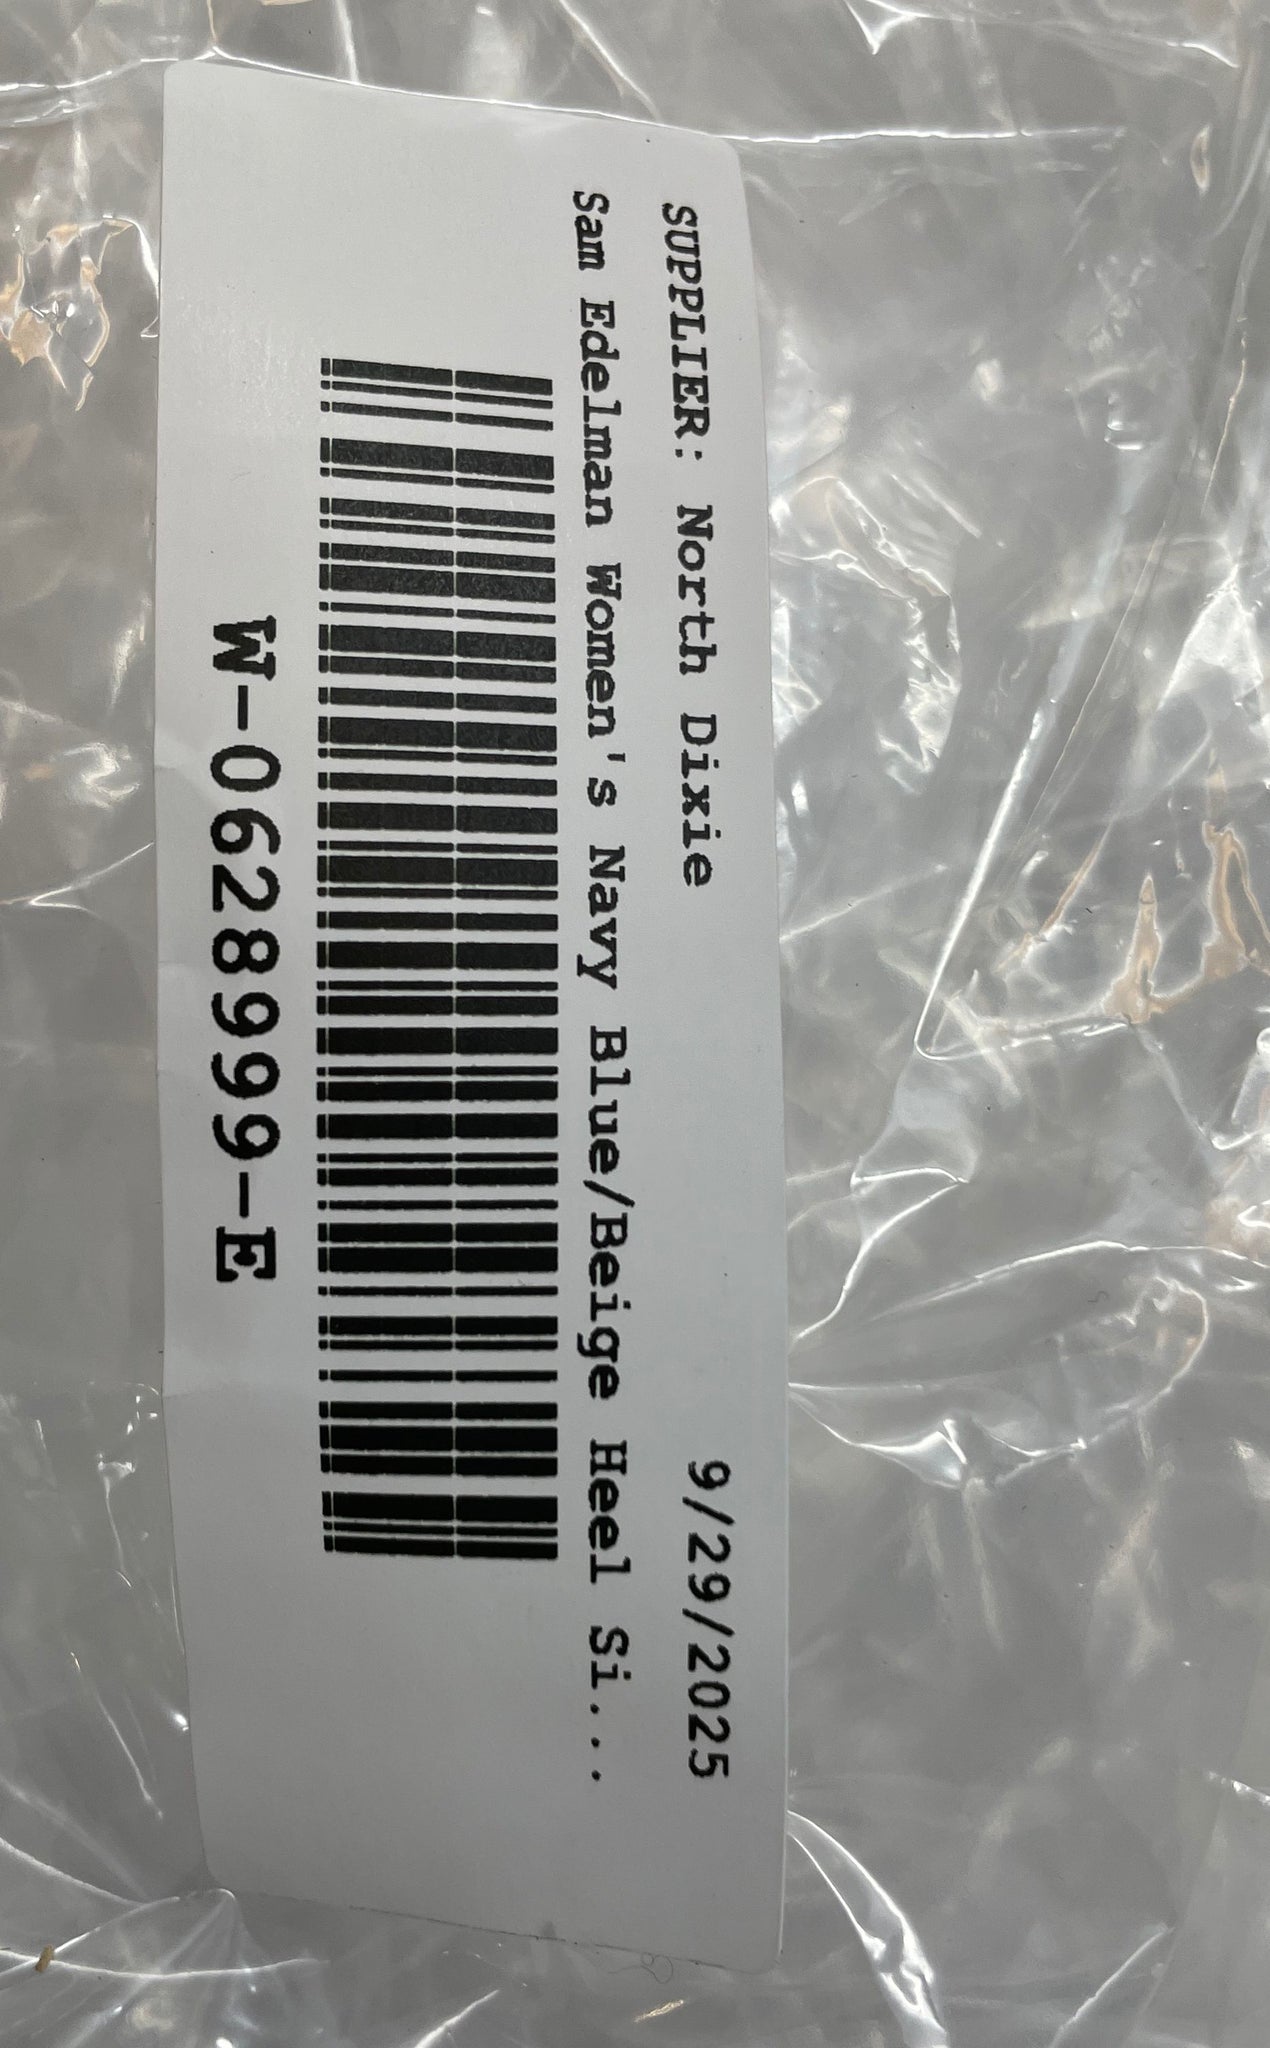 SUPPLIER: North Dixie 9/29/2025
Sam Edelman Women's Navy Blue/Beige Heel Si...
W-0628999-E